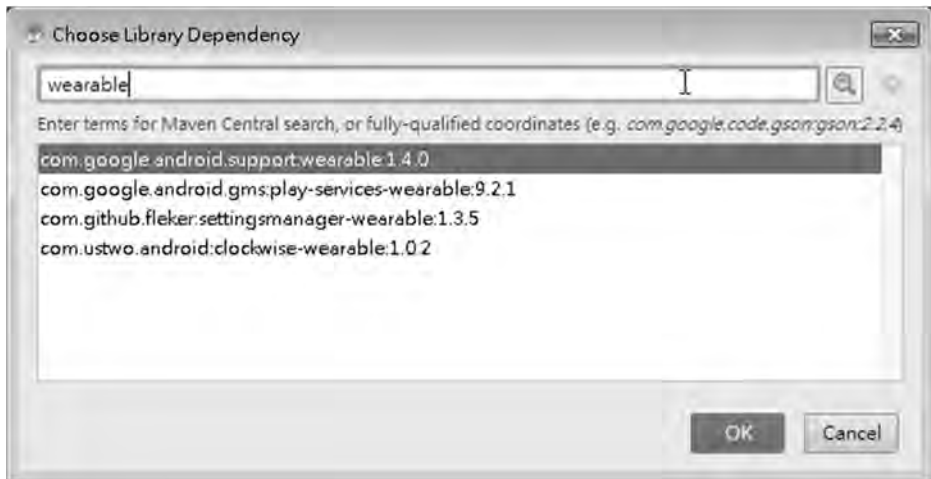 Choose Library Dependency
wearable
Enter terms for Maven Central search, or fully-qualified coordinates (e.g. com.google.code.gson:gson:2.2.4)
com.google.android.support:wearable:1.4.0
com.google.android.gms:play-services-wearable:9.2.1
com.github.fleker:settingsmanager-wearable:1.3.5
com.ustwo.android:clockwise-wearable:1.0.2
OK Cancel